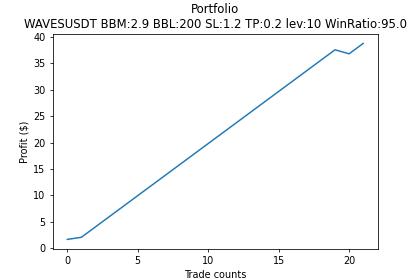 Portfolio
WAVESUSDT BBM:2.9 BBL:200 SL:1.2 TP:0.2 lev:10 WinRatio:95.0
40
35
30
25
20
15
10
5
0
Profit ($)
0 5 10 15 20
Trade counts